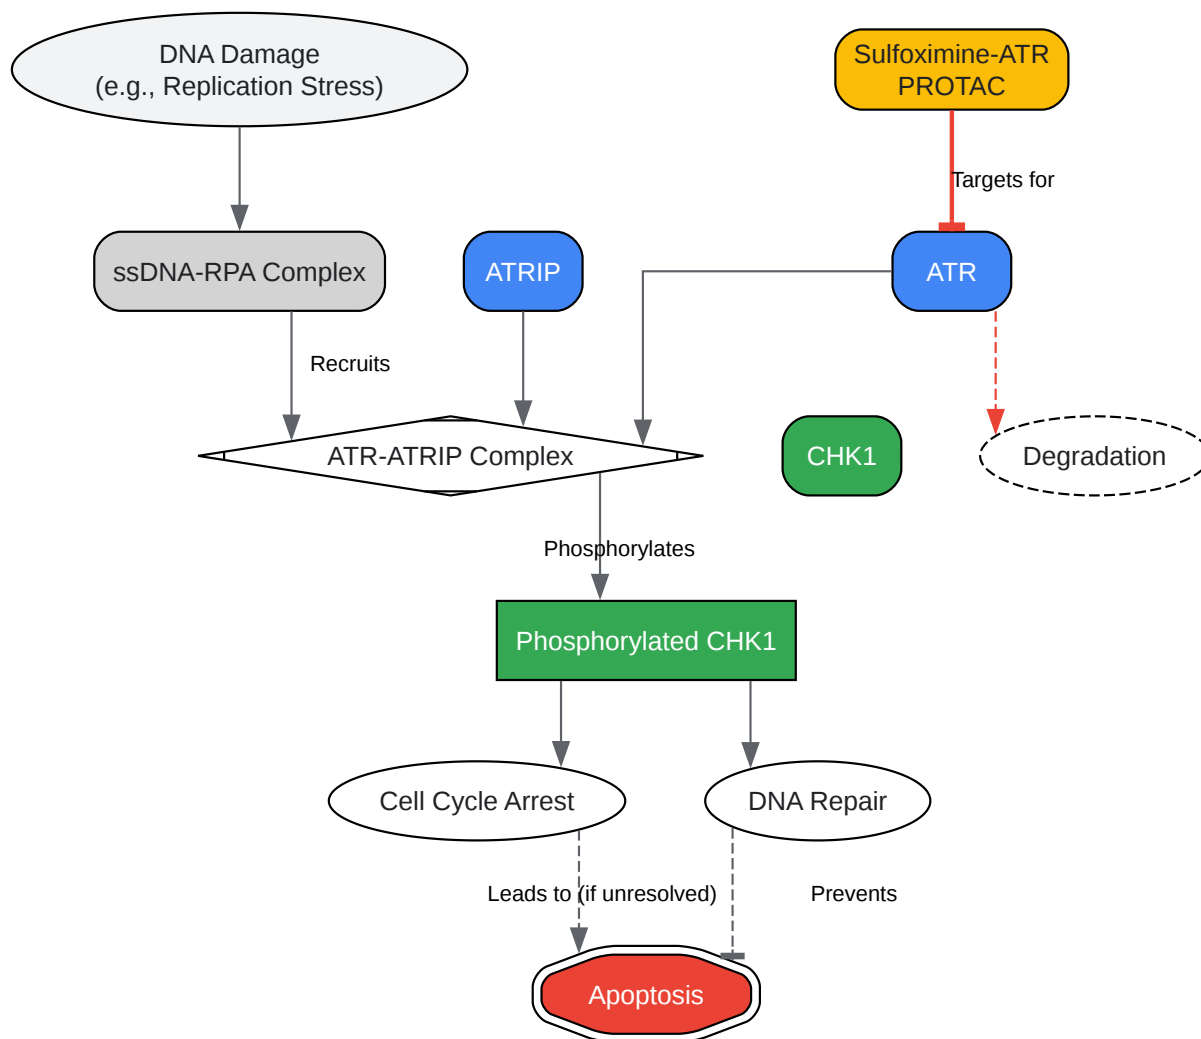 DNA Damage
(e.g., Replication Stress)
Sulfoximine-ATR
PROTAC
Targets for
ssDNA-RPA Complex
ATRIP
ATR
Recruits
ATR-ATRIP Complex
CHK1
Degradation
Phosphorylates
Phosphorylated CHK1
Cell Cycle Arrest
DNA Repair
Leads to (if unresolved)
Prevents
Apoptosis